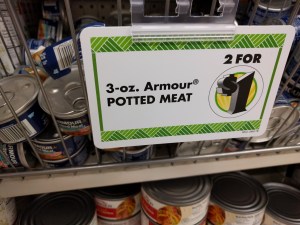 2 FOR
3-oz. Armour®
POTTED MEAT